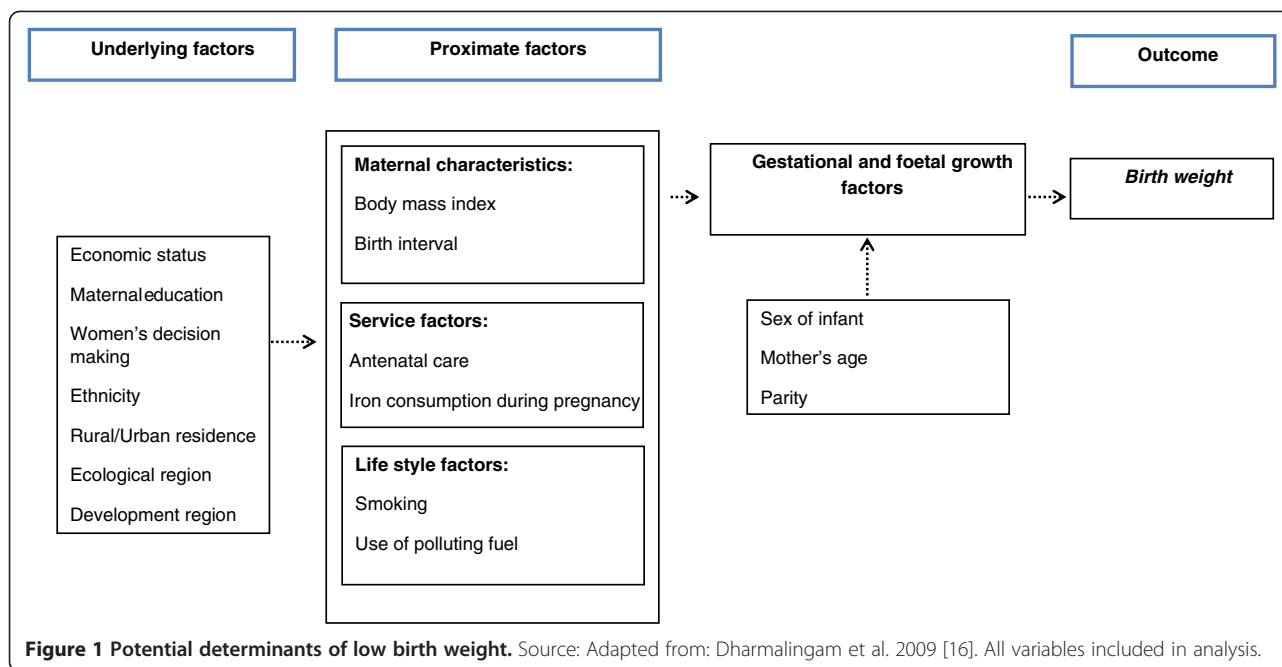 Underlying factors
Proximate factors
Outcome
Economic status
Maternaleducation
Women's decision
making
Ethnicity
Rural/Urban residence
Ecological region
Development region
Maternal characteristics:
Body mass index
Birth interval
Service factors:
Antenatal care
Iron consumption during pregnancy
Life style factors:
Smoking
Use of polluting fuel
Gestational and foetal growth
factors
Sex of infant
Mother's age
Parity
Birth weight
Figure 1 Potential determinants of low birth weight. Source: Adapted from: Dharmalingam et al. 2009 [16]. All variables included in analysis.